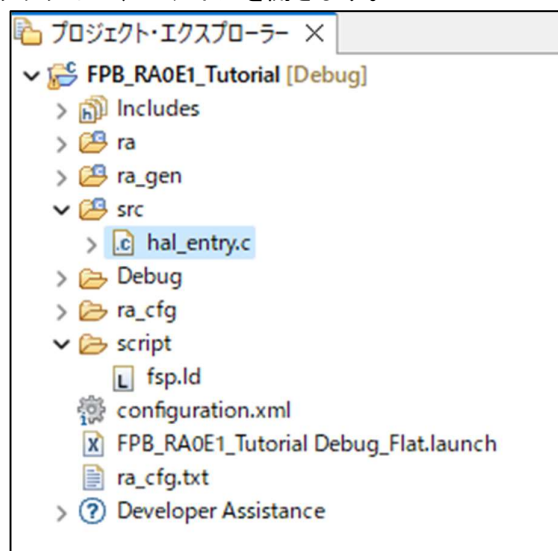 プロジェクト・エクスプローラー
FPB_RA0E1_Tutorial [Debug]
Includes
ra
ra_gen
src
hal_entry.c
Debug
ra_cfg
script
fsp.ld
configuration.xml
FPB_RA0E1_Tutorial Debug_Flat.launch
ra_cfg.txt
Developer Assistance